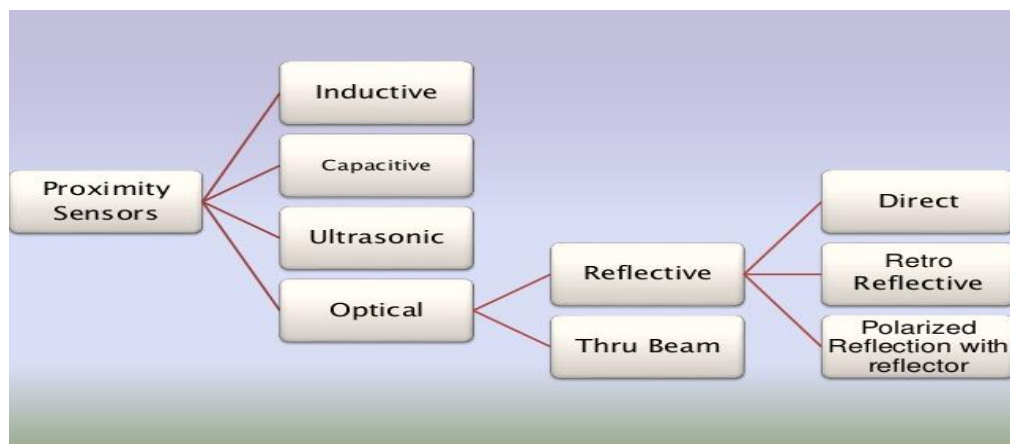 Proximity
Sensors
Inductive
Capacitive
Ultrasonic
Optical
Reflective
Thru Beam
Direct
Retro
Reflective
Polarized
Reflection with
reflector